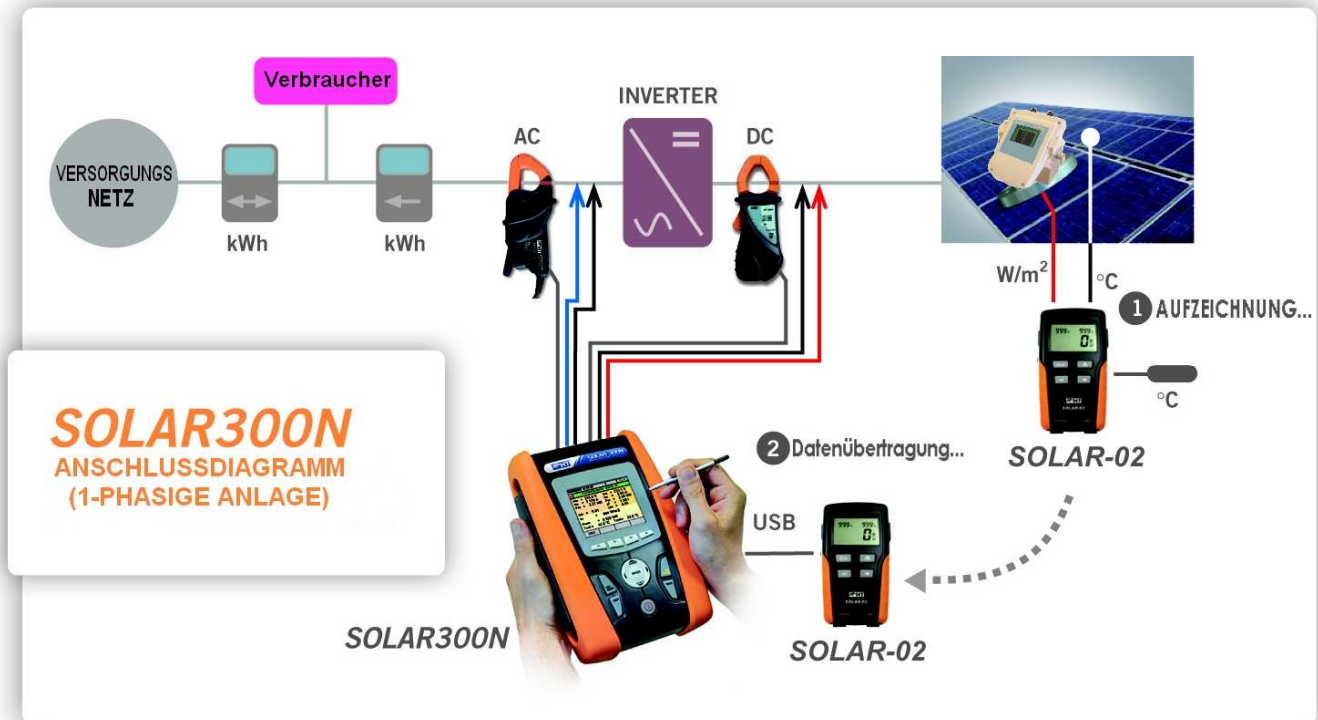 Verbraucher
INVERTER
AC
DC
VERSORGUNGS
NETZ
kWh
kWh
W/m²
°C
1 AUFZEICHNUNG...
°C
SOLAR-02
SOLAR300N
ANSCHLUSSDIAGRAMM
(1-PHASIGE ANLAGE)
2 Datenübertragung...
USB
SOLAR300N
SOLAR-02